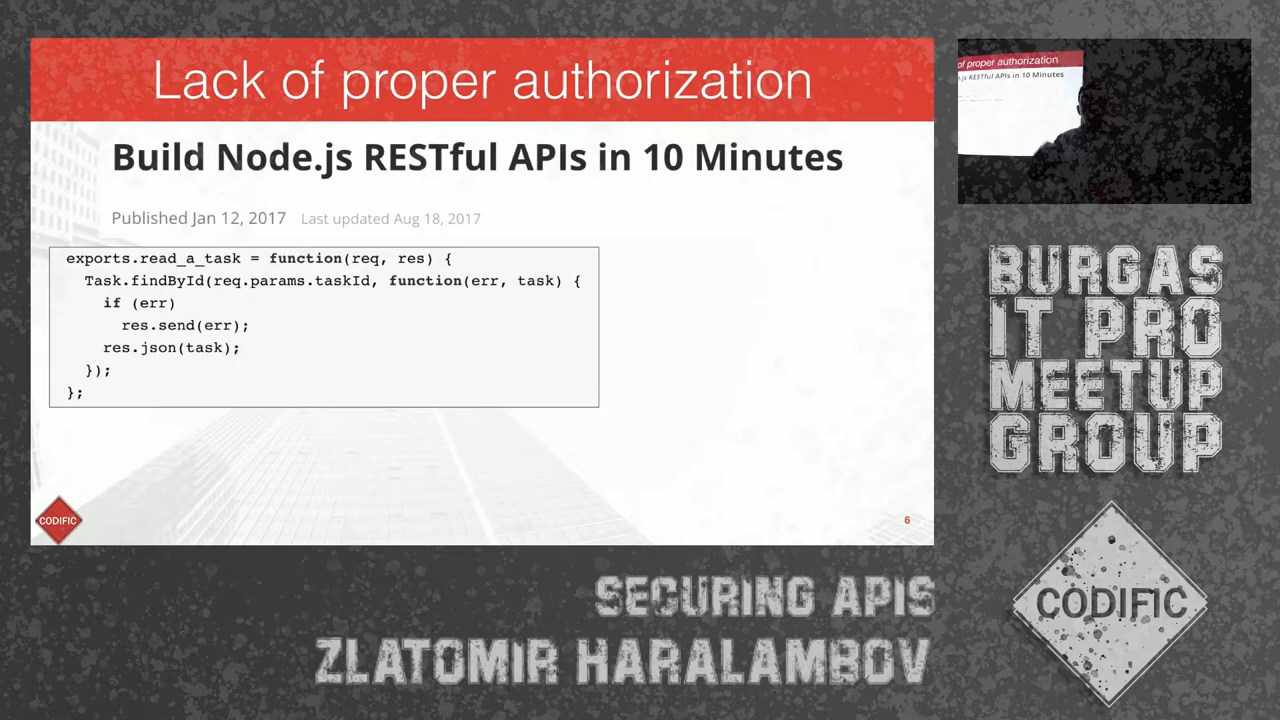 Lack of proper authorization
Build Node.js RESTful APIs in 10 Minutes
Published Jan 12, 2017 Last updated Aug 18, 2017
exports.read_a_task = function(req, res) {
Task.findById(req.params.taskId, function(err, task) {
if (err)
res.send(err);
res.json(task);
});
};
CODIFIC
6
of proper authorization
.js RESTful APIs in 10 Minutes
BURGAS
IT PRO
MEETUP
GROUP
CODIFIC
SECURING APIS
ZLATOMIR HARALAMBOV